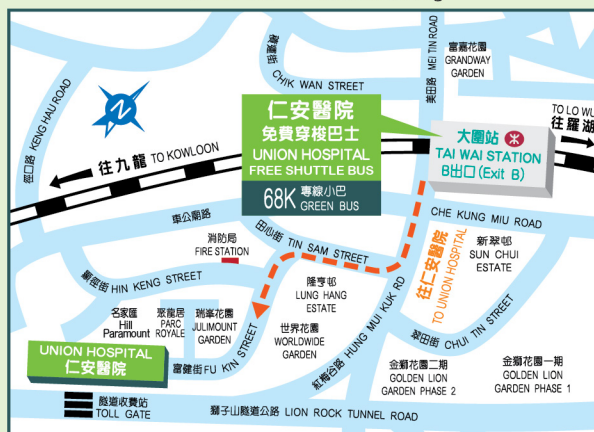 積運街
CHIK WAN STREET
美田路 MEI TIN ROAD
富嘉花園
GRANDWAY
GARDEN
徑口路 KENG HAU ROAD
N
仁安醫院
免費穿梭巴士
UNION HOSPITAL
FREE SHUTTLE BUS
68K 專線小巴
GREEN BUS
大圍站
TAI WAI STATION
B出口 (Exit B)
TO LO WU
往羅湖
往九龍 TO KOWLOON
車公廟路
CHE KUNG MIU ROAD
消防局
FIRE STATION
田心街 TIN SAM STREET
顯徑街 HIN KENG STREET
隆亨邨
LUNG HANG
ESTATE
往仁安醫院
TO UNION HOSPITAL
新翠邨
SUN CHUI
ESTATE
名家匯
Hill
Paramount
聚龍居
PARC
ROYALE
瑞峯花園
JULIMOUNT
GARDEN
世界花園
WORLDWIDE
GARDEN
紅梅谷路 HUNG MUI KUK RD
翠田街 CHUI TIN STREET
UNION HOSPITAL
仁安醫院
富健街 FU KIN STREET
金獅花園二期
GOLDEN LION
GARDEN PHASE 2
金獅花園一期
GOLDEN LION
GARDEN PHASE 1
隧道收費站
TOLL GATE
獅子山隧道公路 LION ROCK TUNNEL ROAD